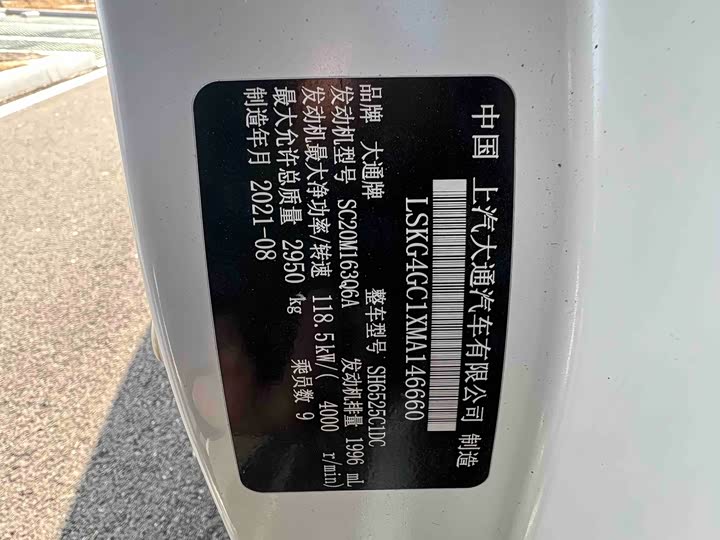 中国 上汽大通汽车有限公司 制造
LSKG4GC1XMA146660
品牌 大通牌 整车型号 SH6525C1DC
发动机型号 SC20M163Q6A 发动机排量 1996 mL
发动机最大净功率/转速 118.5kW/( 4000 r/min)
最大允许总质量 2950 kg 乘员数 9
制造年月 2021-08